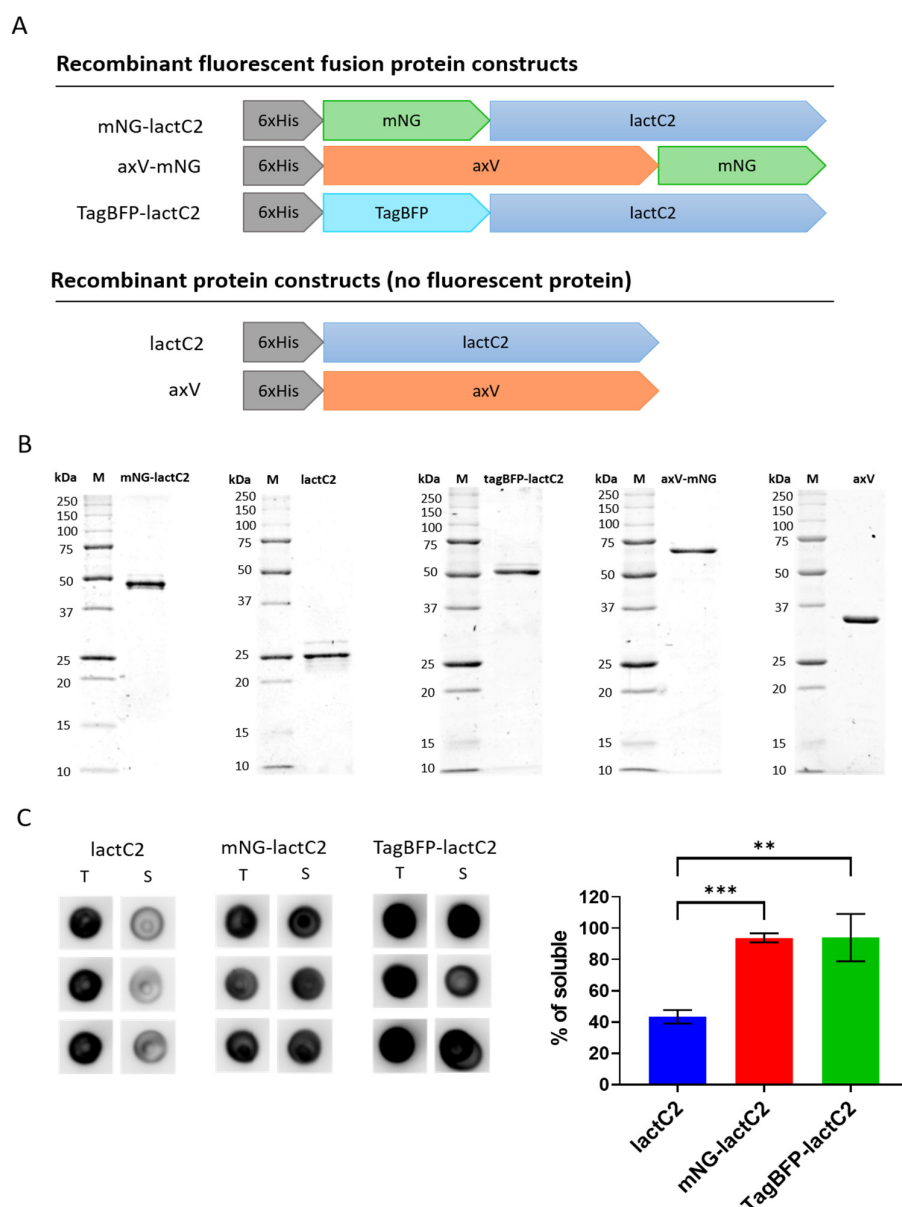 A
Recombinant fluorescent fusion protein constructs
mNG-lactC2 6xHis mNG lactC2
axV-mNG 6xHis axV mNG
TagBFP-lactC2 6xHis TagBFP lactC2
Recombinant protein constructs (no fluorescent protein)
lactC2 6xHis lactC2
axV 6xHis axV
B
kDa M mNG-lactC2
250
150
100
75
50
37
25
20
15
10
kDa M lactC2
250
150
100
75
50
37
25
20
15
10
kDa M tagBFP-lactC2
250
150
100
75
50
37
25
20
15
10
kDa M axV-mNG
250
150
100
75
50
37
25
20
15
10
kDa M axV
250
150
100
75
50
37
25
20
15
10
C
lactC2 mNG-lactC2 TagBFP-lactC2
T S T S T S
**
***
% of soluble
120
100
80
60
40
20
0
lactC2
mNG-lactC2
TagBFP-lactC2